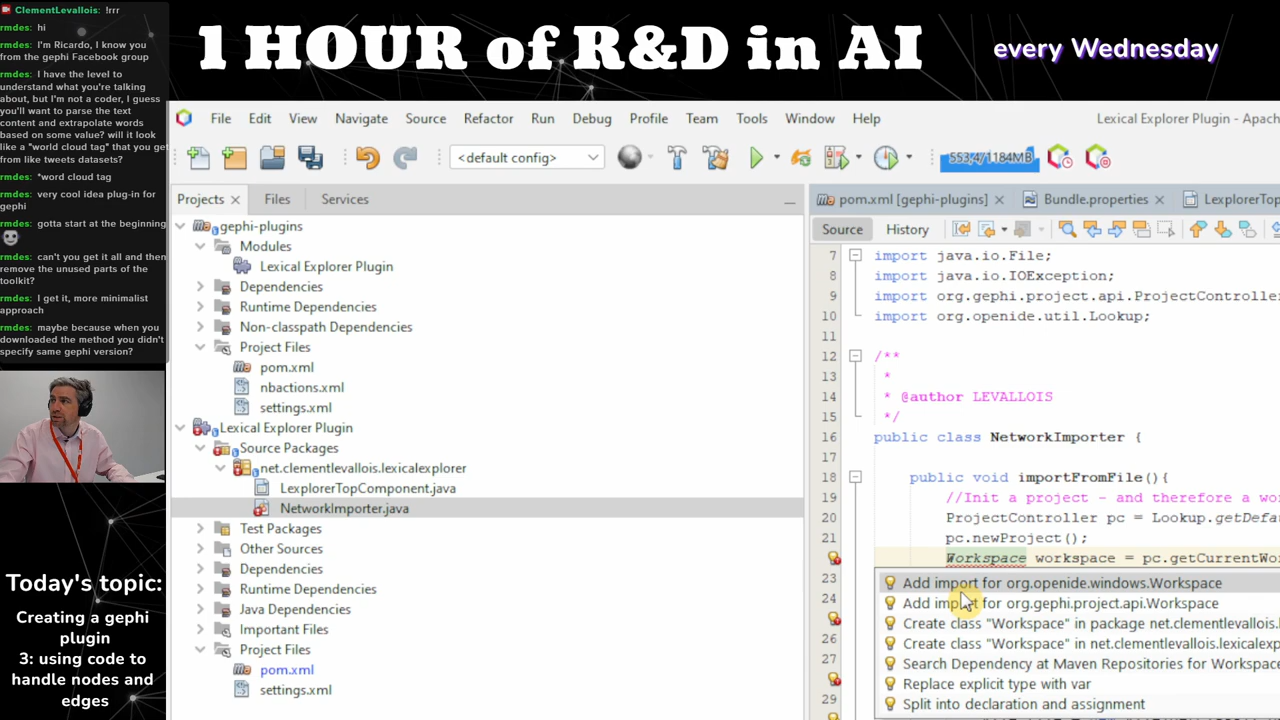 ClementLevallois: !rrr
rmdes: hi
rmdes: I'm Ricardo, I know you
from the gephi Facebook group
rmdes: I have the level to
understand what you're talking
about, but I'm not a coder, I guess
you'll want to parse the text
content and extrapolate words
based on some value? will it look
like a "world cloud tag" that you get
from like tweets datasets?
rmdes: *word cloud tag
rmdes: very cool idea plug-in for
gephi
rmdes: gotta start at the beginning
rmdes: can't you get it all and then
remove the unused parts of the
toolkit?
rmdes: I get it, more minimalist
approach
rmdes: maybe because when you
downloaded the method you didn't
specify same gephi version?
Today's topic:
Creating a gephi
plugin
3: using code to
handle nodes and
edges
1 HOUR of R&D in AI
every Wednesday
File Edit View Navigate Source Refactor Run Debug Profile Team Tools Window Help
Lexical Explorer Plugin - Apach
<default config>
553,4/1184MB
Projects Files Services
gephi-plugins
Modules
Lexical Explorer Plugin
Dependencies
Runtime Dependencies
Non-classpath Dependencies
Project Files
pom.xml
nbactions.xml
settings.xml
Lexical Explorer Plugin
Source Packages
net.clementlevallois.lexicalexplorer
LexplorerTopComponent.java
NetworkImporter.java
Test Packages
Other Sources
Dependencies
Runtime Dependencies
Java Dependencies
Important Files
Project Files
pom.xml
settings.xml
pom.xml [gephi-plugins] Bundle.properties LexplorerTop
Source History
7 import java.io.File;
8 import java.io.IOException;
9 import org.gephi.project.api.ProjectController
10 import org.openide.util.Lookup;
11
12 /**
13 *
14 * @author LEVALLOIS
15 */
16 public class NetworkImporter {
17
18 public void importFromFile(){
19 //Init a project - and therefore a wo
20 ProjectController pc = Lookup.getDefa
21 pc.newProject();
Workspace workspace = pc.getCurrentWor
23 Add import for org.openide.windows.Workspace
24 Add import for org.gephi.project.api.Workspace
Create class "Workspace" in package net.clementlevallois.l
26 Create class "Workspace" in net.clementlevallois.lexicalexp
27 Search Dependency at Maven Repositories for Workspace
Replace explicit type with var
29 Split into declaration and assignment